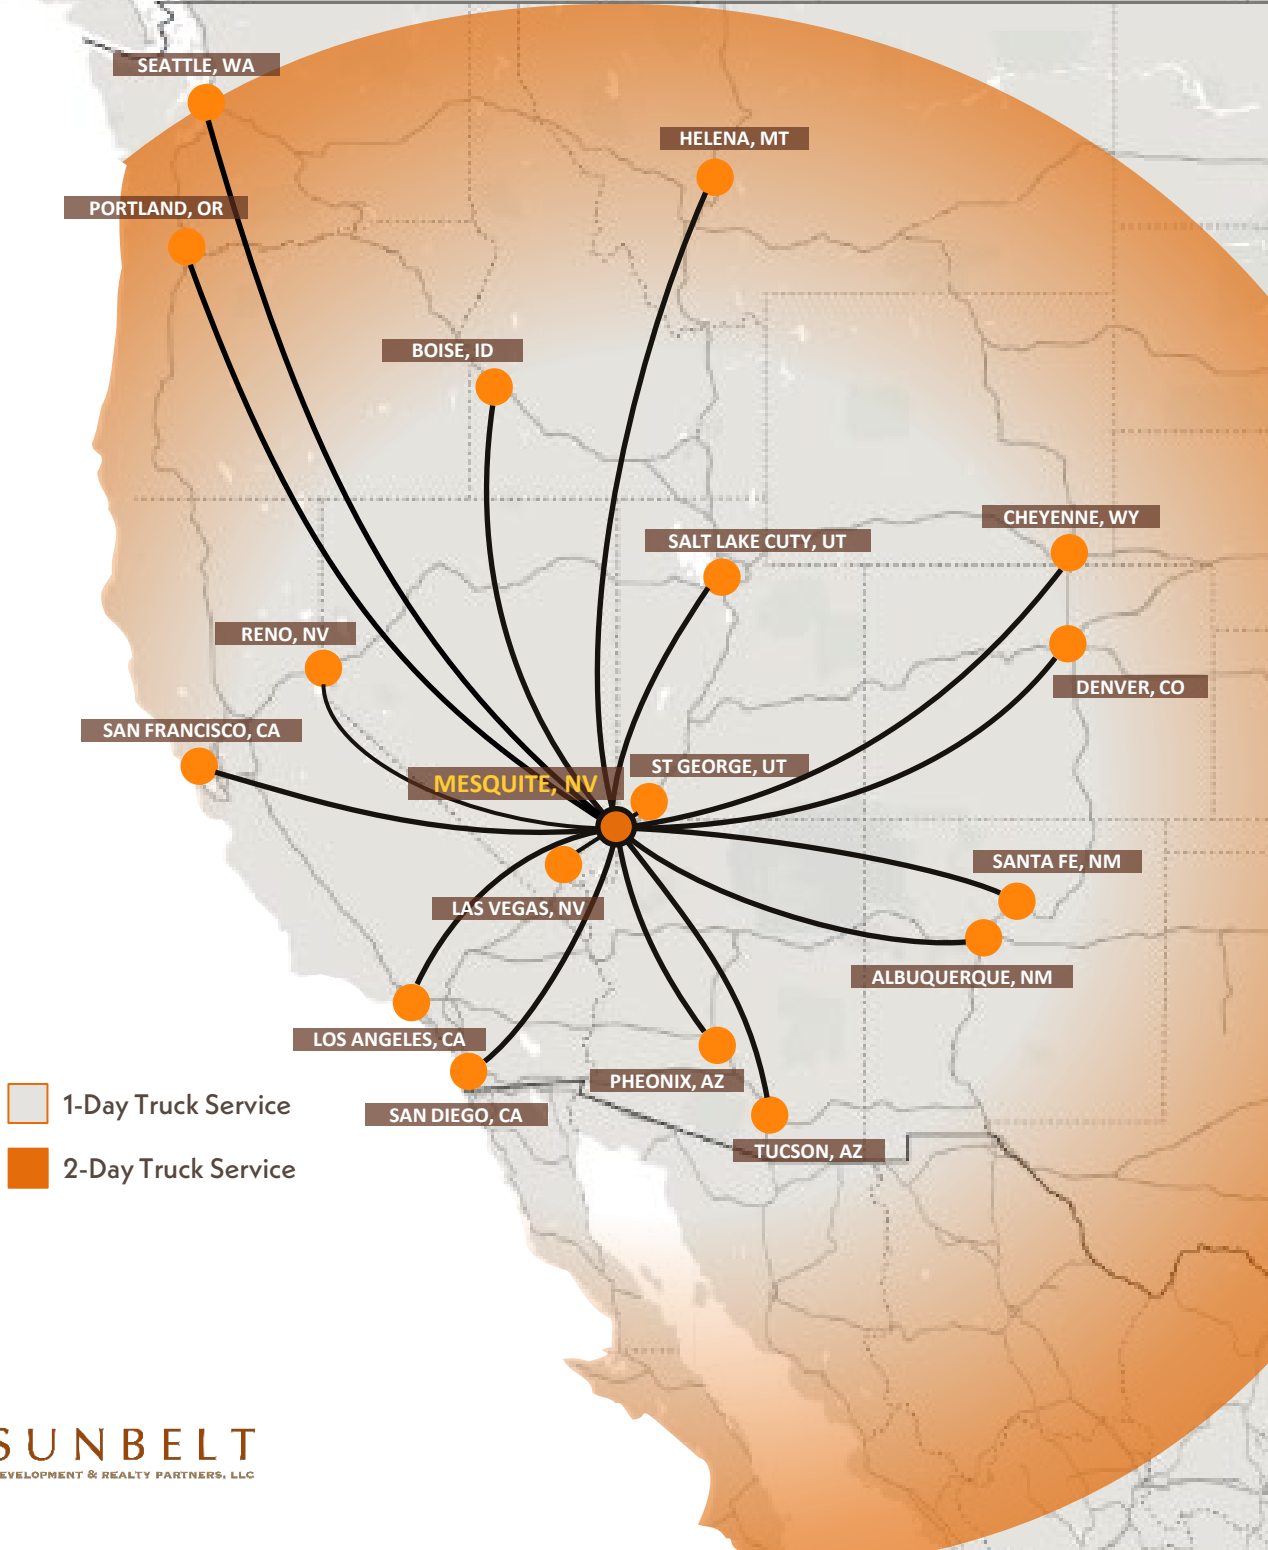 SEATTLE, WA
HELENA, MT
PORTLAND, OR
BOISE, ID
CHEYENNE, WY
SALT LAKE CUTY, UT
RENO, NV
DENVER, CO
SAN FRANCISCO, CA
ST GEORGE, UT
MESQUITE, NV
SANTA FE, NM
LAS VEGAS, NV
ALBUQUERQUE, NM
LOS ANGELES, CA
PHEONIX, AZ
1-Day Truck Service
SAN DIEGO, CA
TUCSON, AZ
2-Day Truck Service
SUNBELT
EVELOPMENT & REALTY PARTNERS, LLC